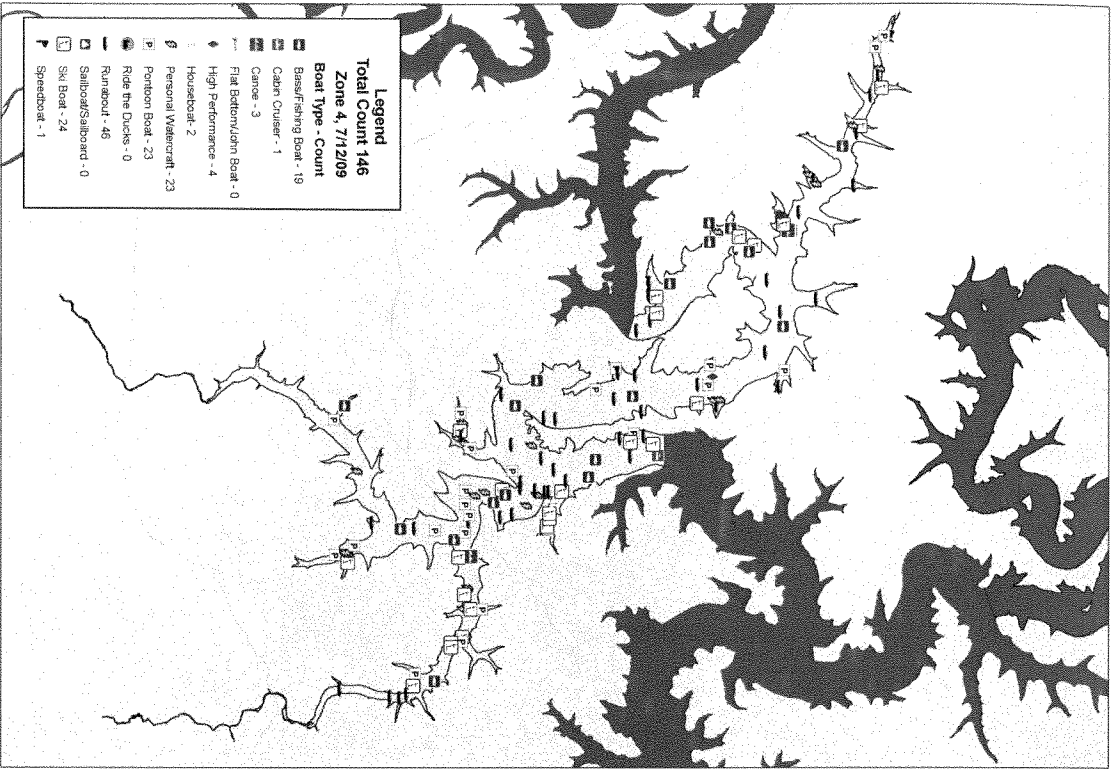 Legend
Total Count 146
Zone 4, 7/12/09
Boat Type - Count
Bass/Fishing Boat - 19
Cabin Cruiser - 1
Canoe - 3
Flat Bottom/John Boat - 0
High Performance - 4
Houseboat- 2
Personal Watercraft - 23
P Pontoon Boat - 23
Ride the Ducks - 0
Runabout - 46
Sailboat/Sailboard - 0
Ski Boat - 24
Speedboat - 1